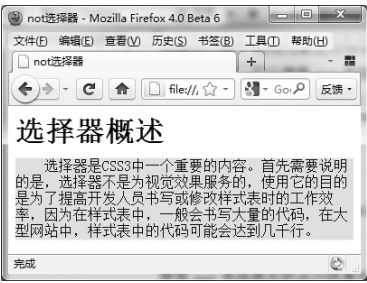 not选择器 - Mozilla Firefox 4.0 Beta 6
文件(F) 编辑(E) 查看(V) 历史(S) 书签(B) 工具(T) 帮助(H)
not选择器
file:// Go 反馈
选择器概述
选择器是CSS3中一个重要的内容。首先需要说明
的是，选择器不是为视觉效果服务的，使用它的目的
是为了提高开发人员书写或修改样式表时的工作效
率，因为在样式表中，一般会书写大量的代码，在大
型网站中，样式表中的代码可能会达到几千行。
完成